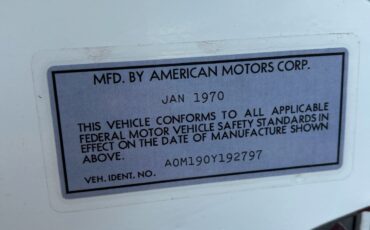 MFD. BY AMERICAN MOTORS CORP.
JAN 1970
THIS VEHICLE CONFORMS TO ALL APPLICABLE
FEDERAL MOTOR VEHICLE SAFETY STANDARDS IN
EFFECT ON THE DATE OF MANUFACTURE SHOWN
ABOVE.
A0M190Y192797
VEH. IDENT. NO.